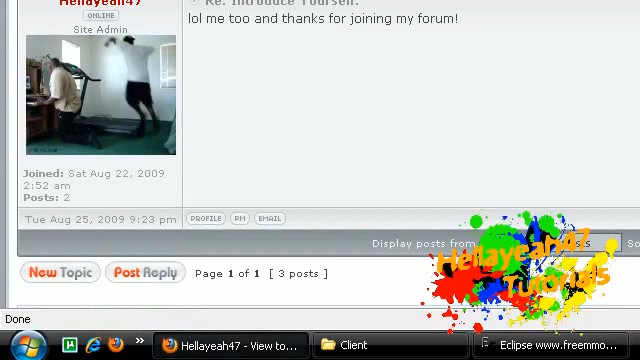 Hellayeah47
Re: Introduce Yourself.
ONLINE
lol me too and thanks for joining my forum!
Site Admin
Joined: Sat Aug 22, 2009
2:52 am
Posts: 2
Tue Aug 25, 2009 9:23 pm
PROFILE PM EMAIL
Display posts from
So
New Topic Post Reply Page 1 of 1 [ 3 posts ]
Hellayeah47
Tutorials
Done
» Hellayeah47 - View to... Client Eclipse www.freemmo...